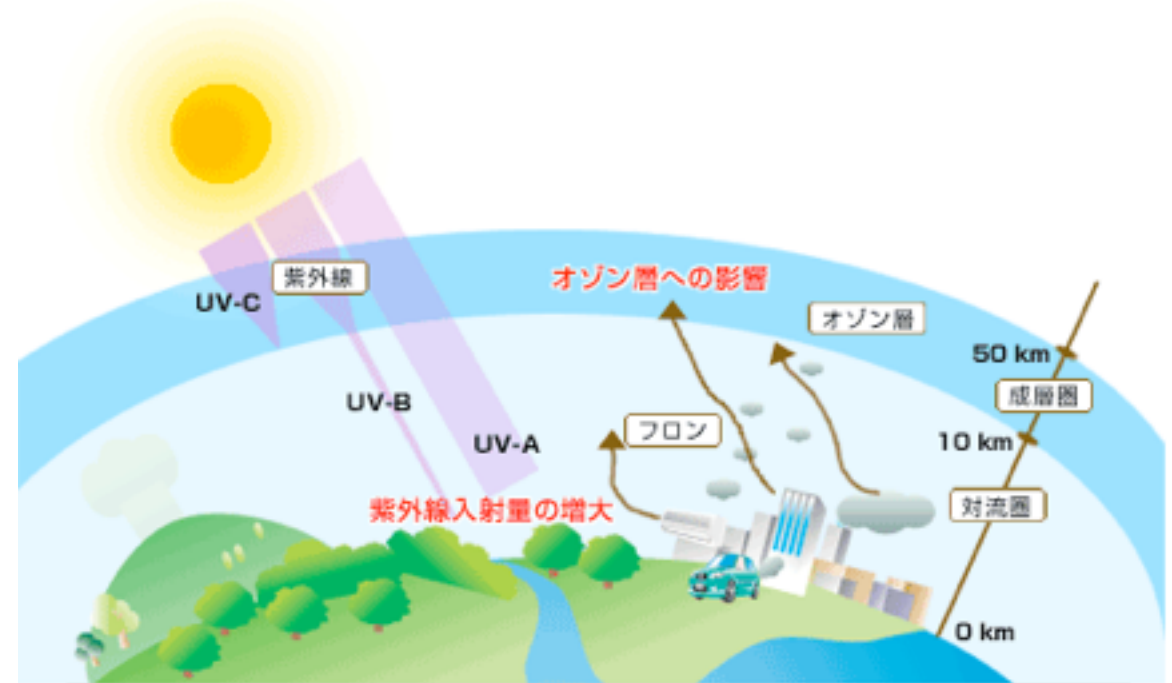 紫外線
UV-C
オゾン層への影響
オゾン層
50 km
成層圏
UV-B
フロン
UV-A
10 km
対流圏
紫外線入射量の増大
0 km